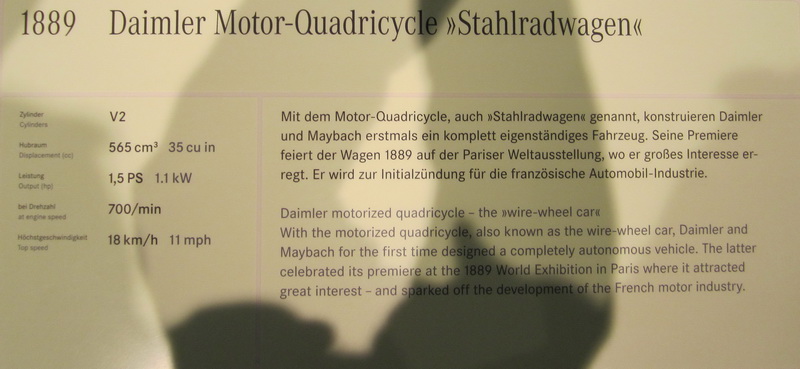 1889 Daimler Motor-Quadricycle »Stahlradwagen«
Zylinder
Cylinders
V2
Hubraum
Displacement (cc)
565 cm³ 35 cu in
Leistung
Output (hp)
1,5 PS 1.1 kW
bei Drehzahl
at engine speed
700/min
Höchstgeschwindigkeit
Top speed
18 km/h 11 mph
Mit dem Motor-Quadricycle, auch »Stahlradwagen« genannt, konstruieren Daimler
und Maybach erstmals ein komplett eigenständiges Fahrzeug. Seine Premiere
feiert der Wagen 1889 auf der Pariser Weltausstellung, wo er großes Interesse er-
regt. Er wird zur Initialzündung für die französische Automobil-Industrie.
Daimler motorized quadricycle – the »wire-wheel car«
With the motorized quadricycle, also known as the wire-wheel car, Daimler and
Maybach for the first time designed a completely autonomous vehicle. The latter
celebrated its premiere at the 1889 World Exhibition in Paris where it attracted
great interest – and sparked off the development of the French motor industry.